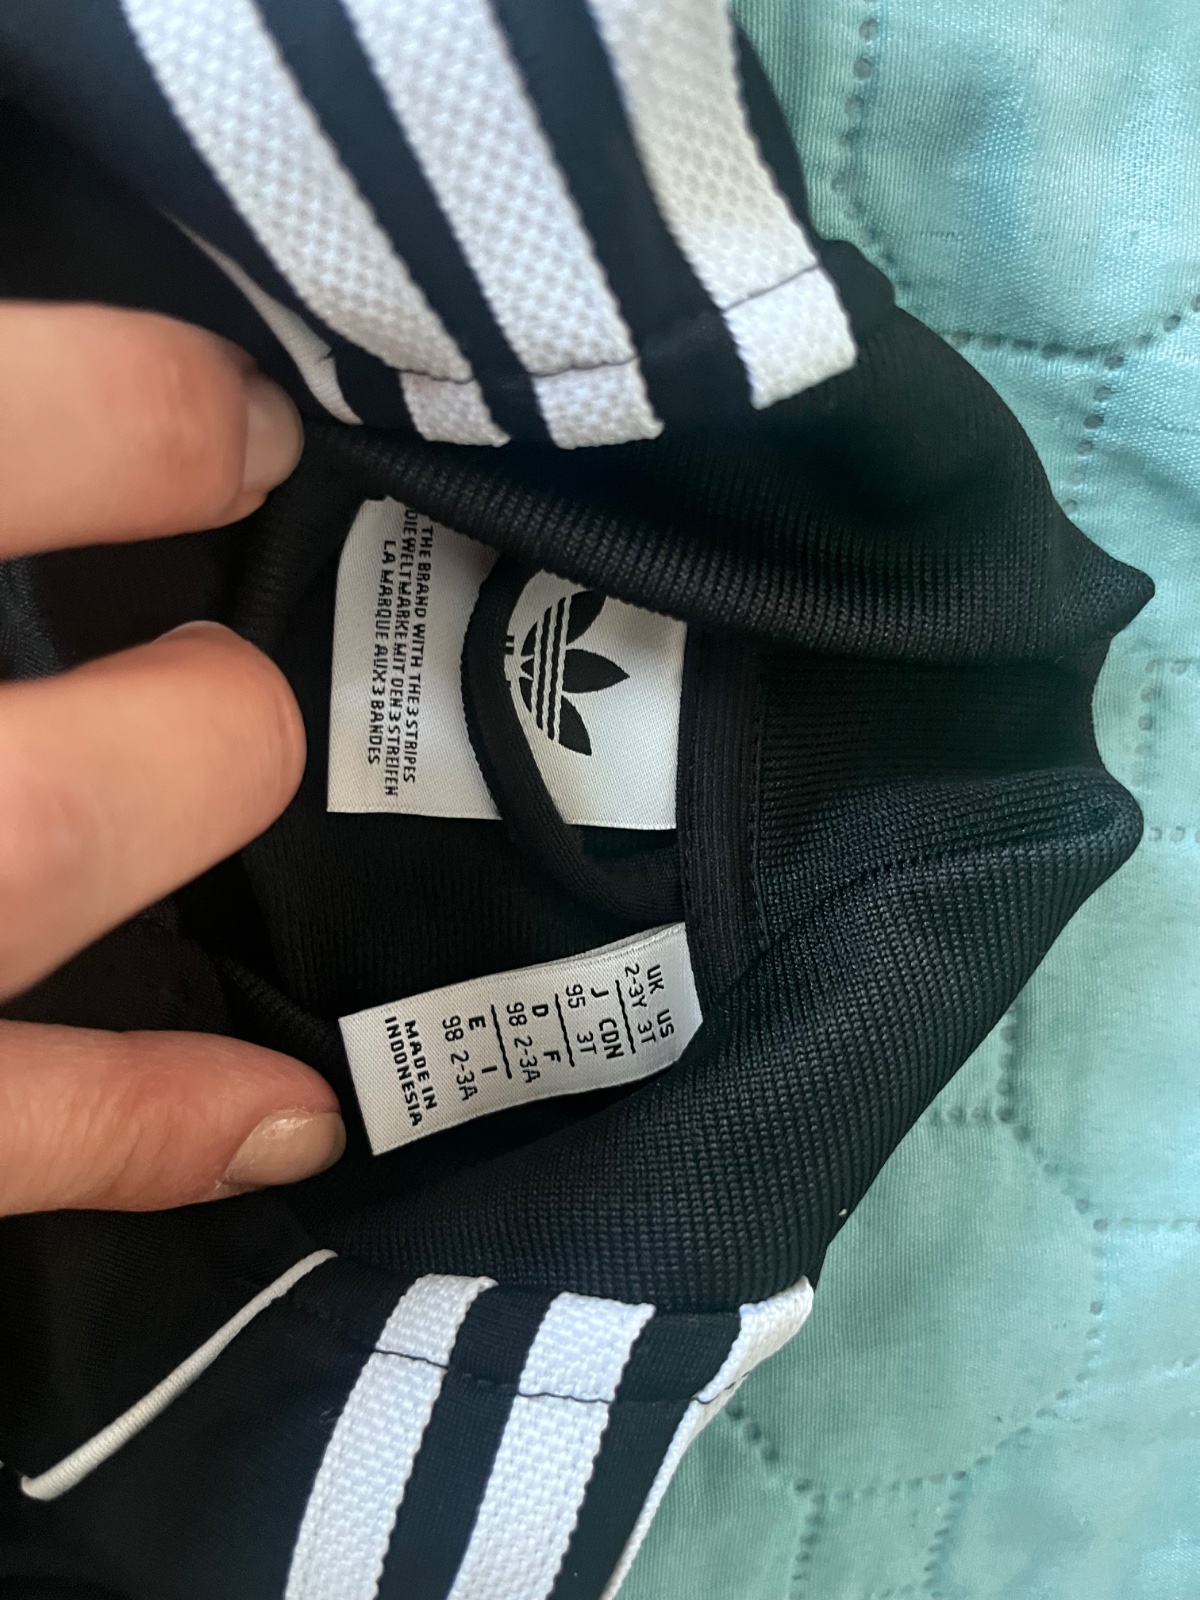 THE BRAND WITH THE 3 STRIPES
DIE WELTMARKE MIT DEN 3 STREIFEN
LA MARQUE AUX 3 BANDES
UK US
2-3Y 3T
J CDN
95 3T
D F
98 2-3A
E I
98 2-3A
MADE IN
INDONESIA